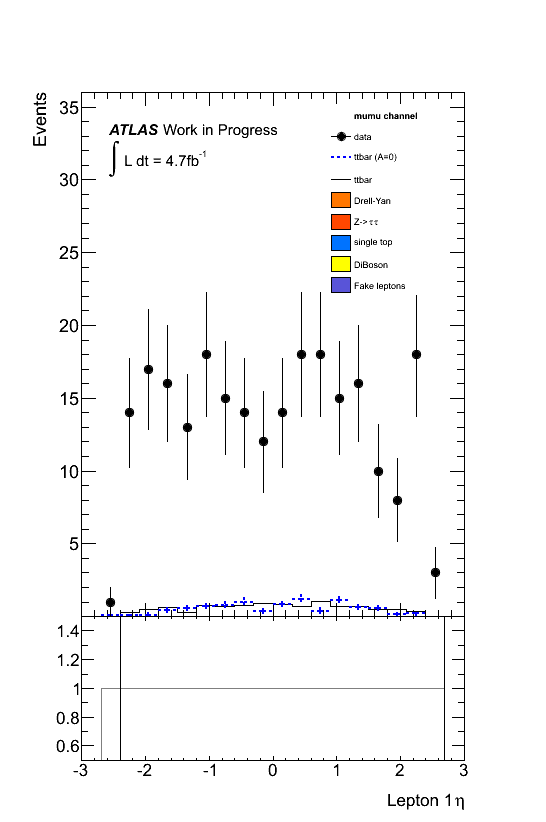 Events
35
30
25
20
15
10
5
ATLAS Work in Progress
∫ L dt = 4.7fb⁻¹
mumu channel
data
ttbar (A=0)
ttbar
Drell-Yan
Z->ττ
single top
DiBoson
Fake leptons
1.4
1.2
1
0.8
0.6
-3 -2 -1 0 1 2 3
Lepton 1η